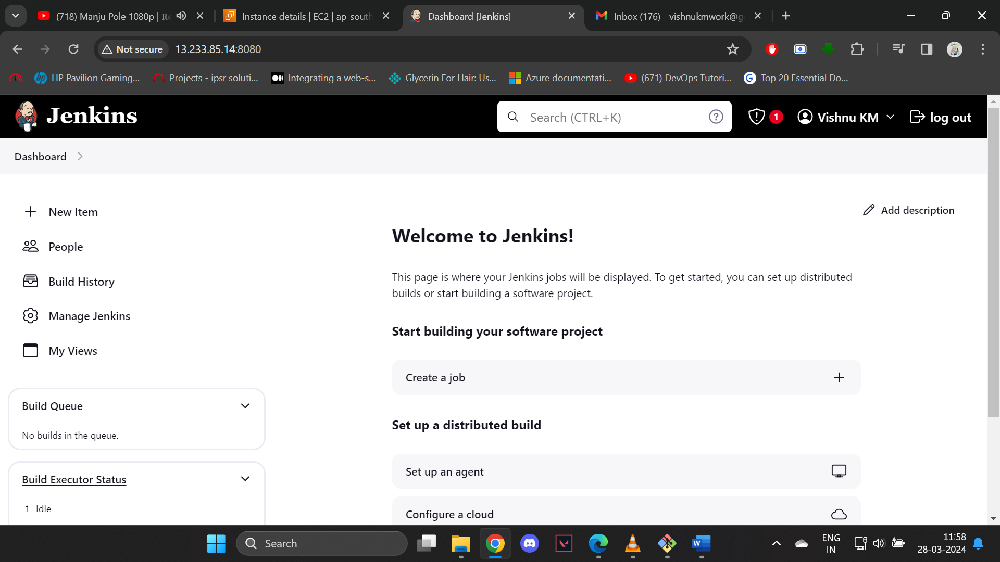 (718) Manju Pole 1080p | Re
Instance details | EC2 | ap-south
Dashboard [Jenkins]
Inbox (176) - vishnukmwork@g
Not secure
13.233.85.14:8080
HP Pavilion Gaming...
Projects - ipsr soluti...
Integrating a web-s...
Glycerin For Hair: Us...
Azure documentati...
(671) DevOps Tutori...
Top 20 Essential Do...
Jenkins
Search (CTRL+K)
1
Vishnu KM
log out
Dashboard
New Item
People
Build History
Manage Jenkins
My Views
Build Queue
No builds in the queue.
Build Executor Status
1 Idle
Add description
Welcome to Jenkins!
This page is where your Jenkins jobs will be displayed. To get started, you can set up distributed
builds or start building a software project.
Start building your software project
Create a job
Set up a distributed build
Set up an agent
Configure a cloud
Search
ENG
IN
11:58
28-03-2024